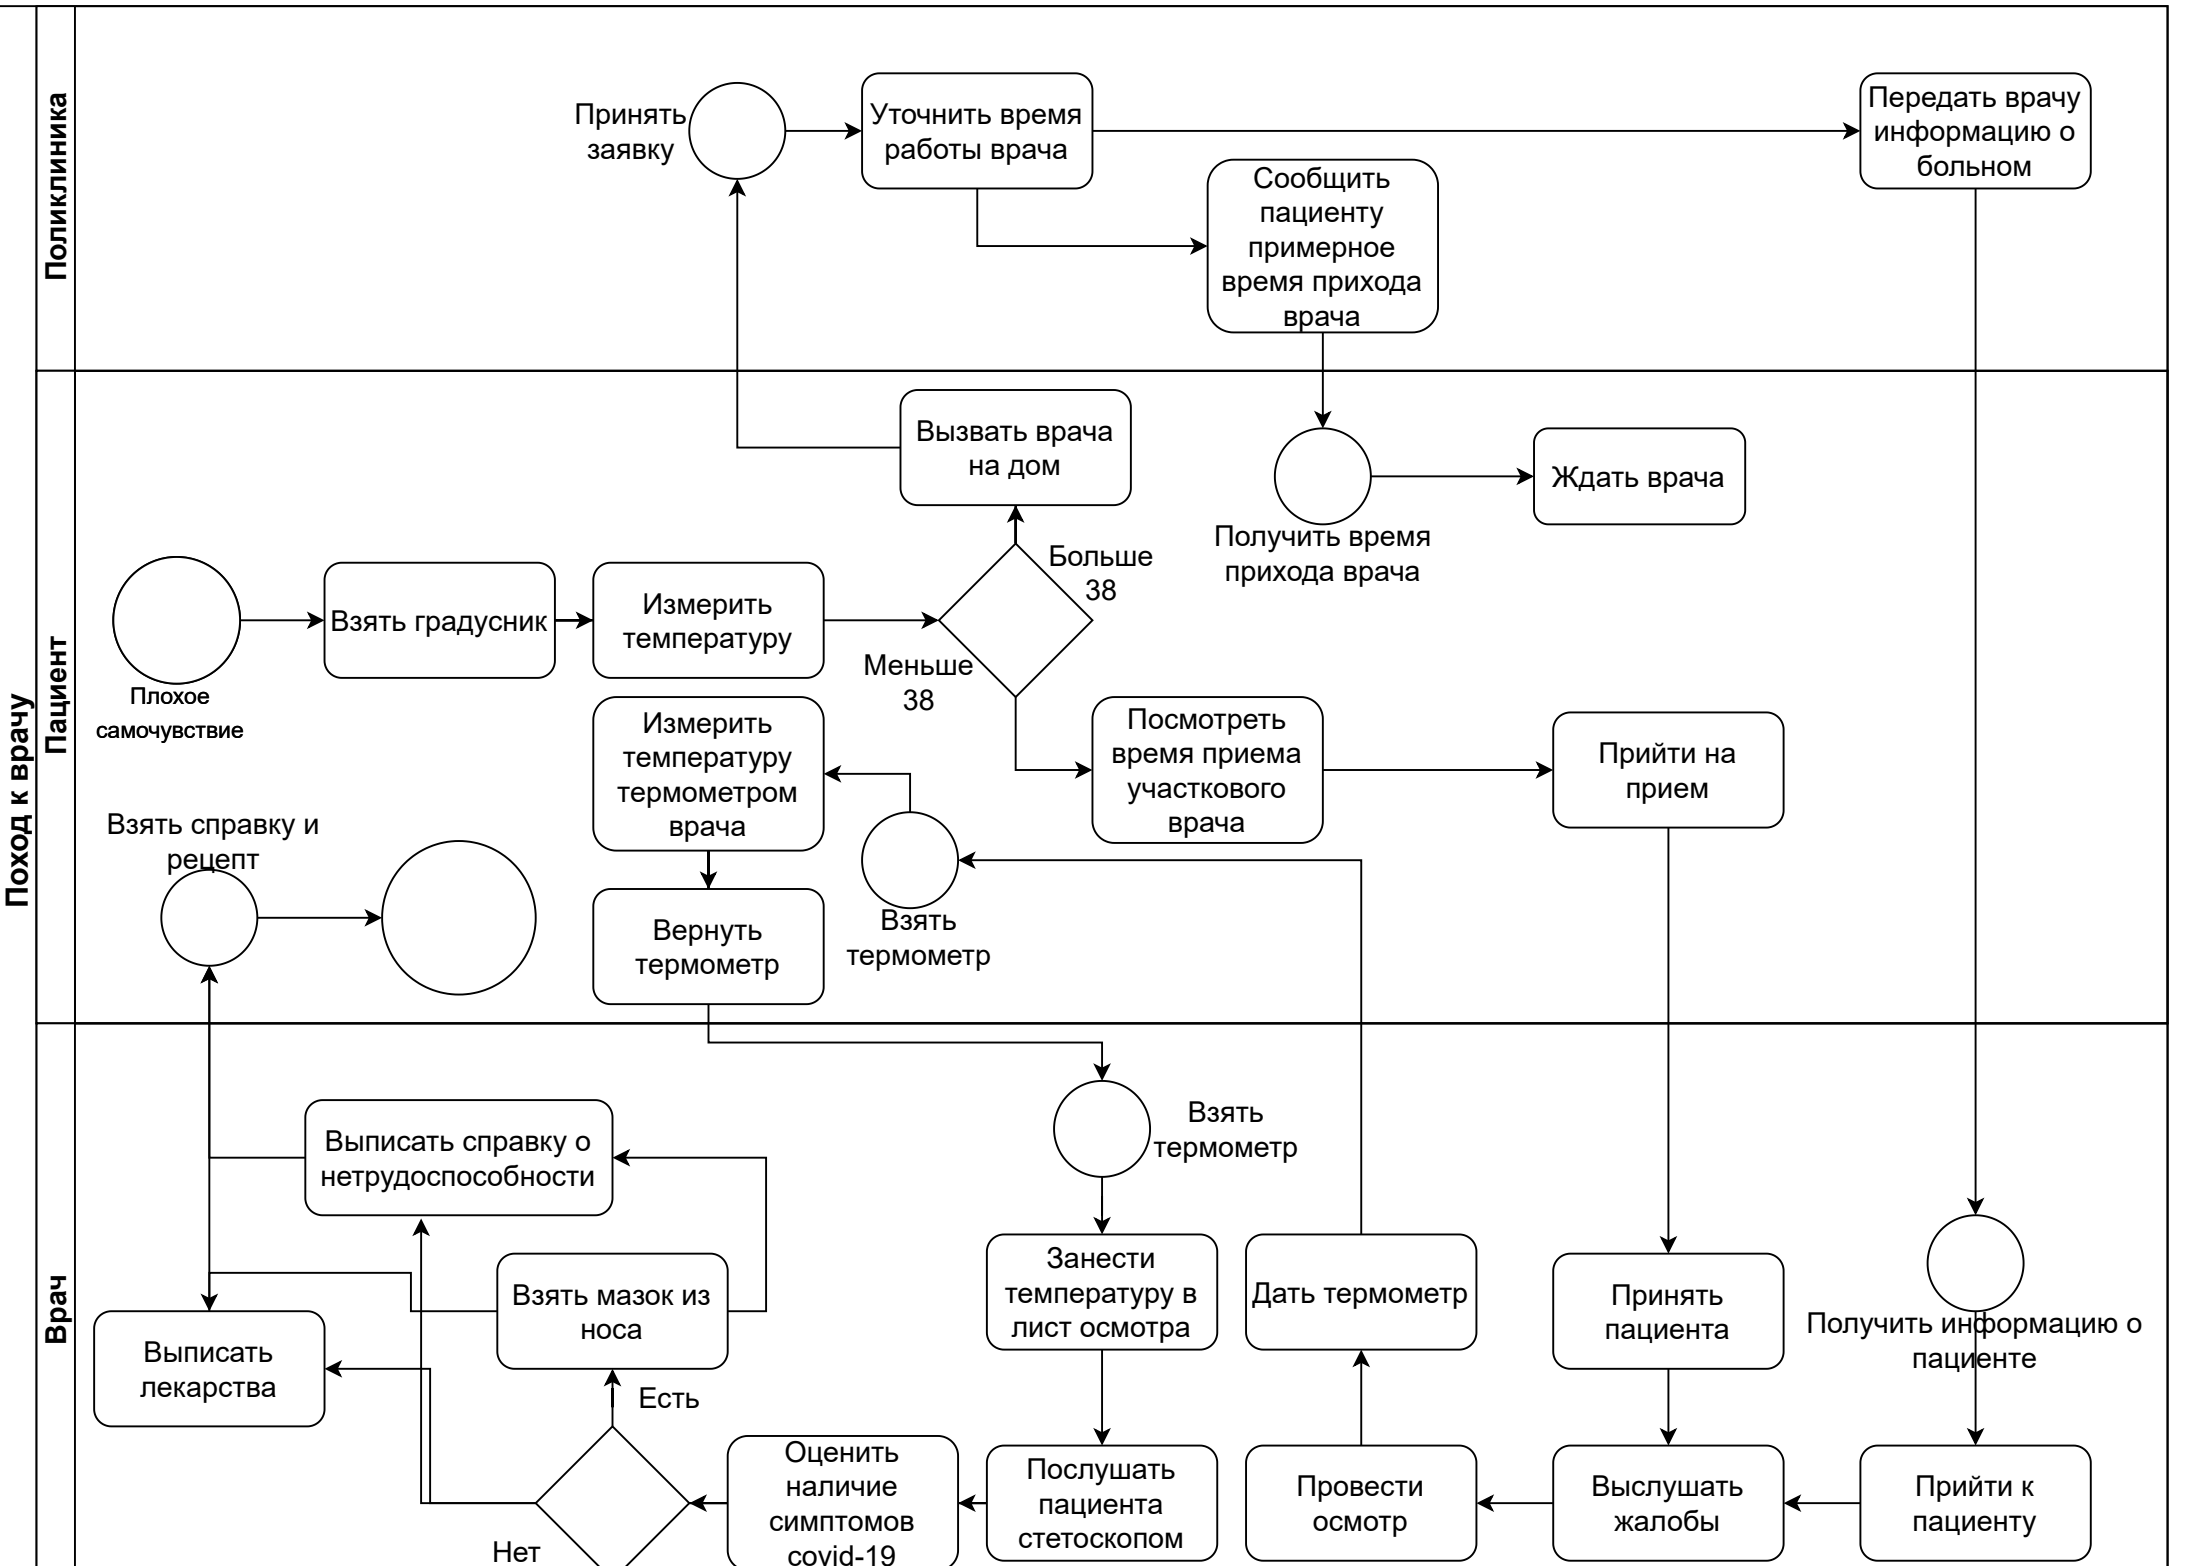 Поход к врачу
Поликлиника
Принять
заявку
Уточнить время
работы врача
Сообщить
пациенту
примерное
время прихода
врача
Передать врачу
информацию о
больном
Пациент
Вызвать врача
на дом
Получить время
прихода врача
Ждать врача
Плохое
самочувствие
Взять градусник
Измерить
температуру
Больше
38
Меньше
38
Посмотреть
время приема
участкового
врача
Прийти на
прием
Измерить
температуру
термометром
врача
Взять
термометр
Вернуть
термометр
Взять справку и
рецепт
Врач
Взять
термометр
Выписать справку о
нетрудоспособности
Взять мазок из
носа
Выписать
лекарства
Занести
температуру в
лист осмотра
Дать термометр
Принять
пациента
Получить информацию о
пациенте
Есть
Нет
Оценить
наличие
симптомов
covid-19
Послушать
пациента
стетоскопом
Провести
осмотр
Выслушать
жалобы
Прийти к
пациенту